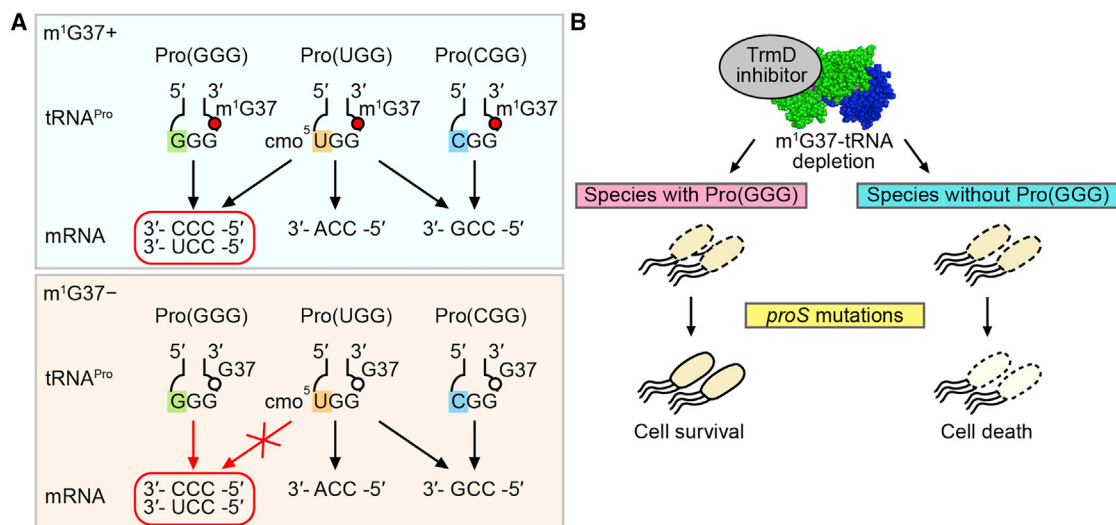 A
m¹G37+
Pro(GGG) Pro(UGG) Pro(CGG)
5′ 3′ 5′ 3′ 5′ 3′
tRNAᴾʳᵒ m¹G37 m¹G37 m¹G37
GGG cmo⁵ UGG CGG
mRNA 3′- CCC -5′ 3′- ACC -5′ 3′- GCC -5′
3′- UCC -5′
m¹G37−
Pro(GGG) Pro(UGG) Pro(CGG)
5′ 3′ 5′ 3′ 5′ 3′
tRNAᴾʳᵒ G37 G37 G37
GGG cmo⁵ UGG CGG
mRNA 3′- CCC -5′ 3′- ACC -5′ 3′- GCC -5′
3′- UCC -5′
B
TrmD
inhibitor
m¹G37-tRNA
depletion
Species with Pro(GGG) Species without Pro(GGG)
proS mutations
Cell survival Cell death